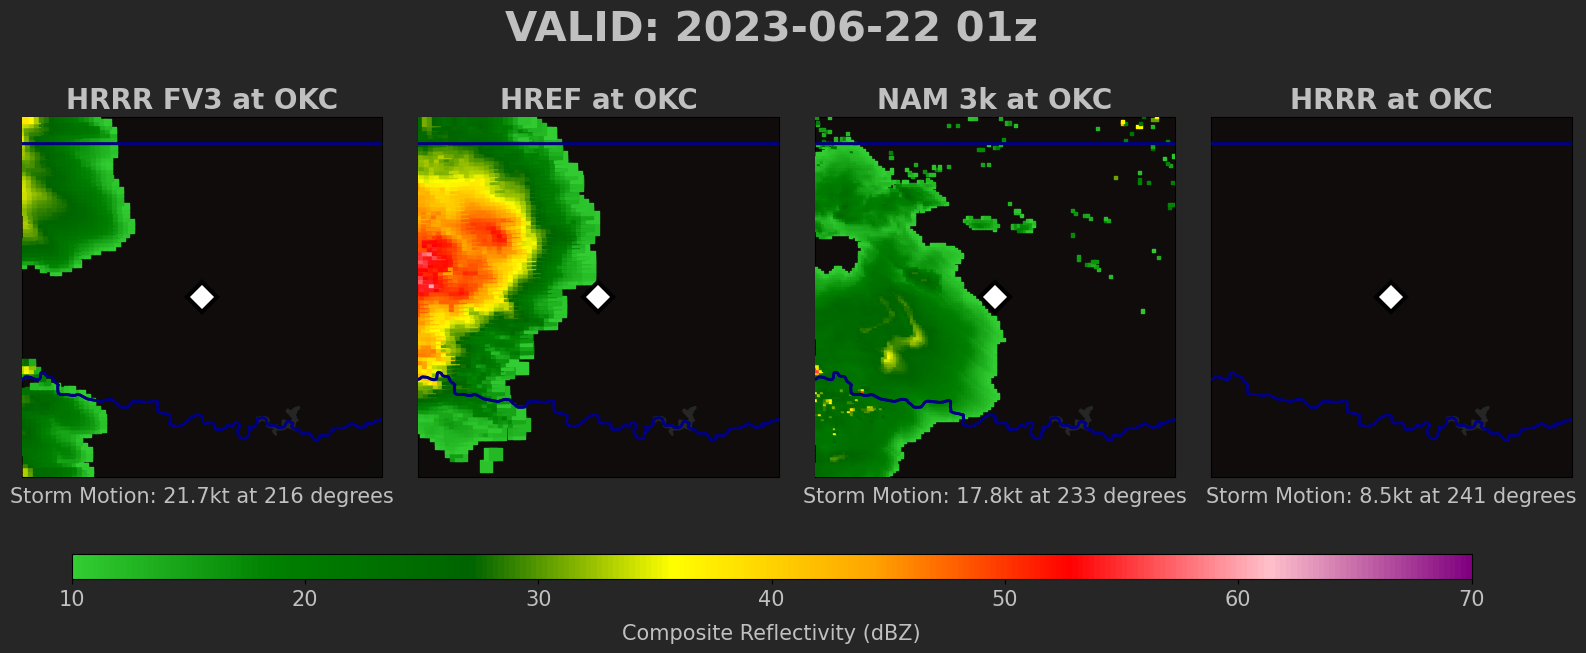 VALID: 2023-06-22 01z
HRRR FV3 at OKC
HREF at OKC
NAM 3k at OKC
HRRR at OKC
Storm Motion: 21.7kt at 216 degrees
Storm Motion: 17.8kt at 233 degrees
Storm Motion: 8.5kt at 241 degrees
10 20 30 40 50 60 70
Composite Reflectivity (dBZ)